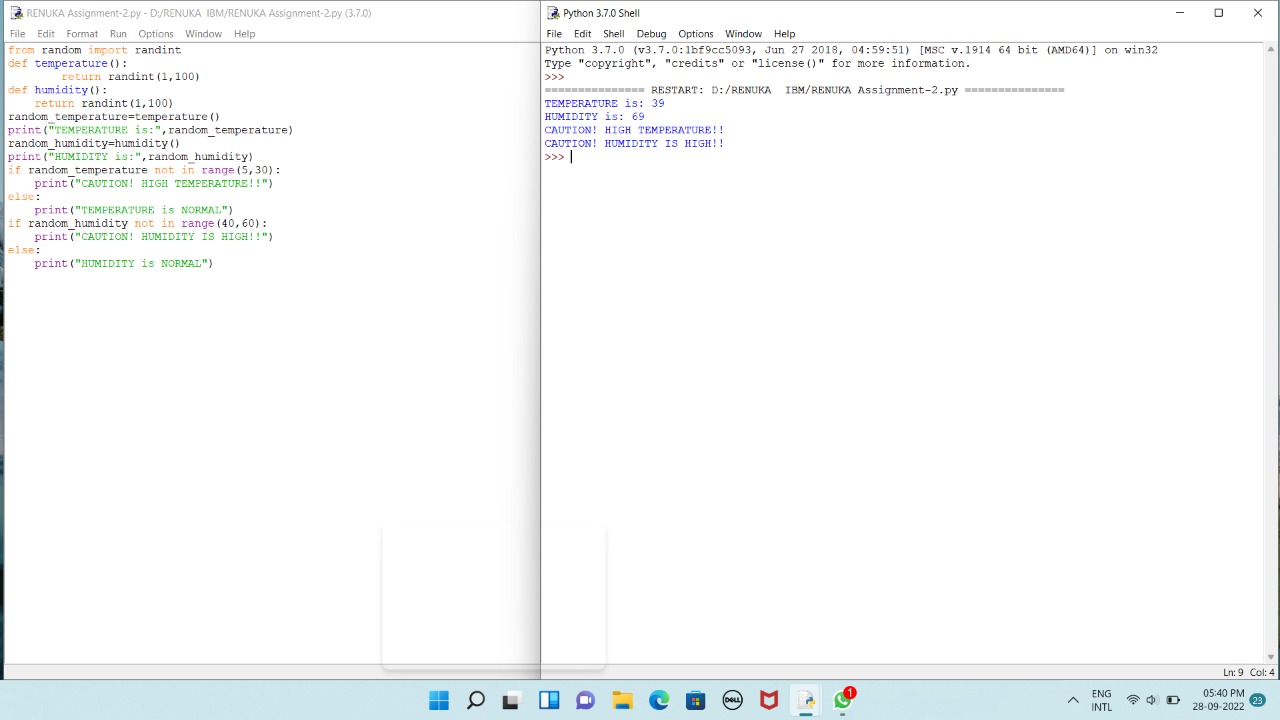 RENUKA Assignment-2.py - D:/RENUKA  IBM/RENUKA Assignment-2.py (3.7.0)
File Edit Format Run Options Window Help
from random import randint
def temperature():
        return randint(1,100)
def humidity():
    return randint(1,100)
random_temperature=temperature()
print("TEMPERATURE is:",random_temperature)
random_humidity=humidity()
print("HUMIDITY is:",random_humidity)
if random_temperature not in range(5,30):
    print("CAUTION! HIGH TEMPERATURE!!")
else:
    print("TEMPERATURE is NORMAL")
if random_humidity not in range(40,60):
    print("CAUTION! HUMIDITY IS HIGH!!")
else:
    print("HUMIDITY is NORMAL")
Python 3.7.0 Shell
File Edit Shell Debug Options Window Help
Python 3.7.0 (v3.7.0:1bf9cc5093, Jun 27 2018, 04:59:51) [MSC v.1914 64 bit (AMD64)] on win32
Type "copyright", "credits" or "license()" for more information.
>>>
=============== RESTART: D:/RENUKA  IBM/RENUKA Assignment-2.py ===============
TEMPERATURE is: 39
HUMIDITY is: 69
CAUTION! HIGH TEMPERATURE!!
CAUTION! HUMIDITY IS HIGH!!
>>>
Ln: 9 Col: 4
DELL
1
ENG
INTL
05:40 PM
28-09-2022
23